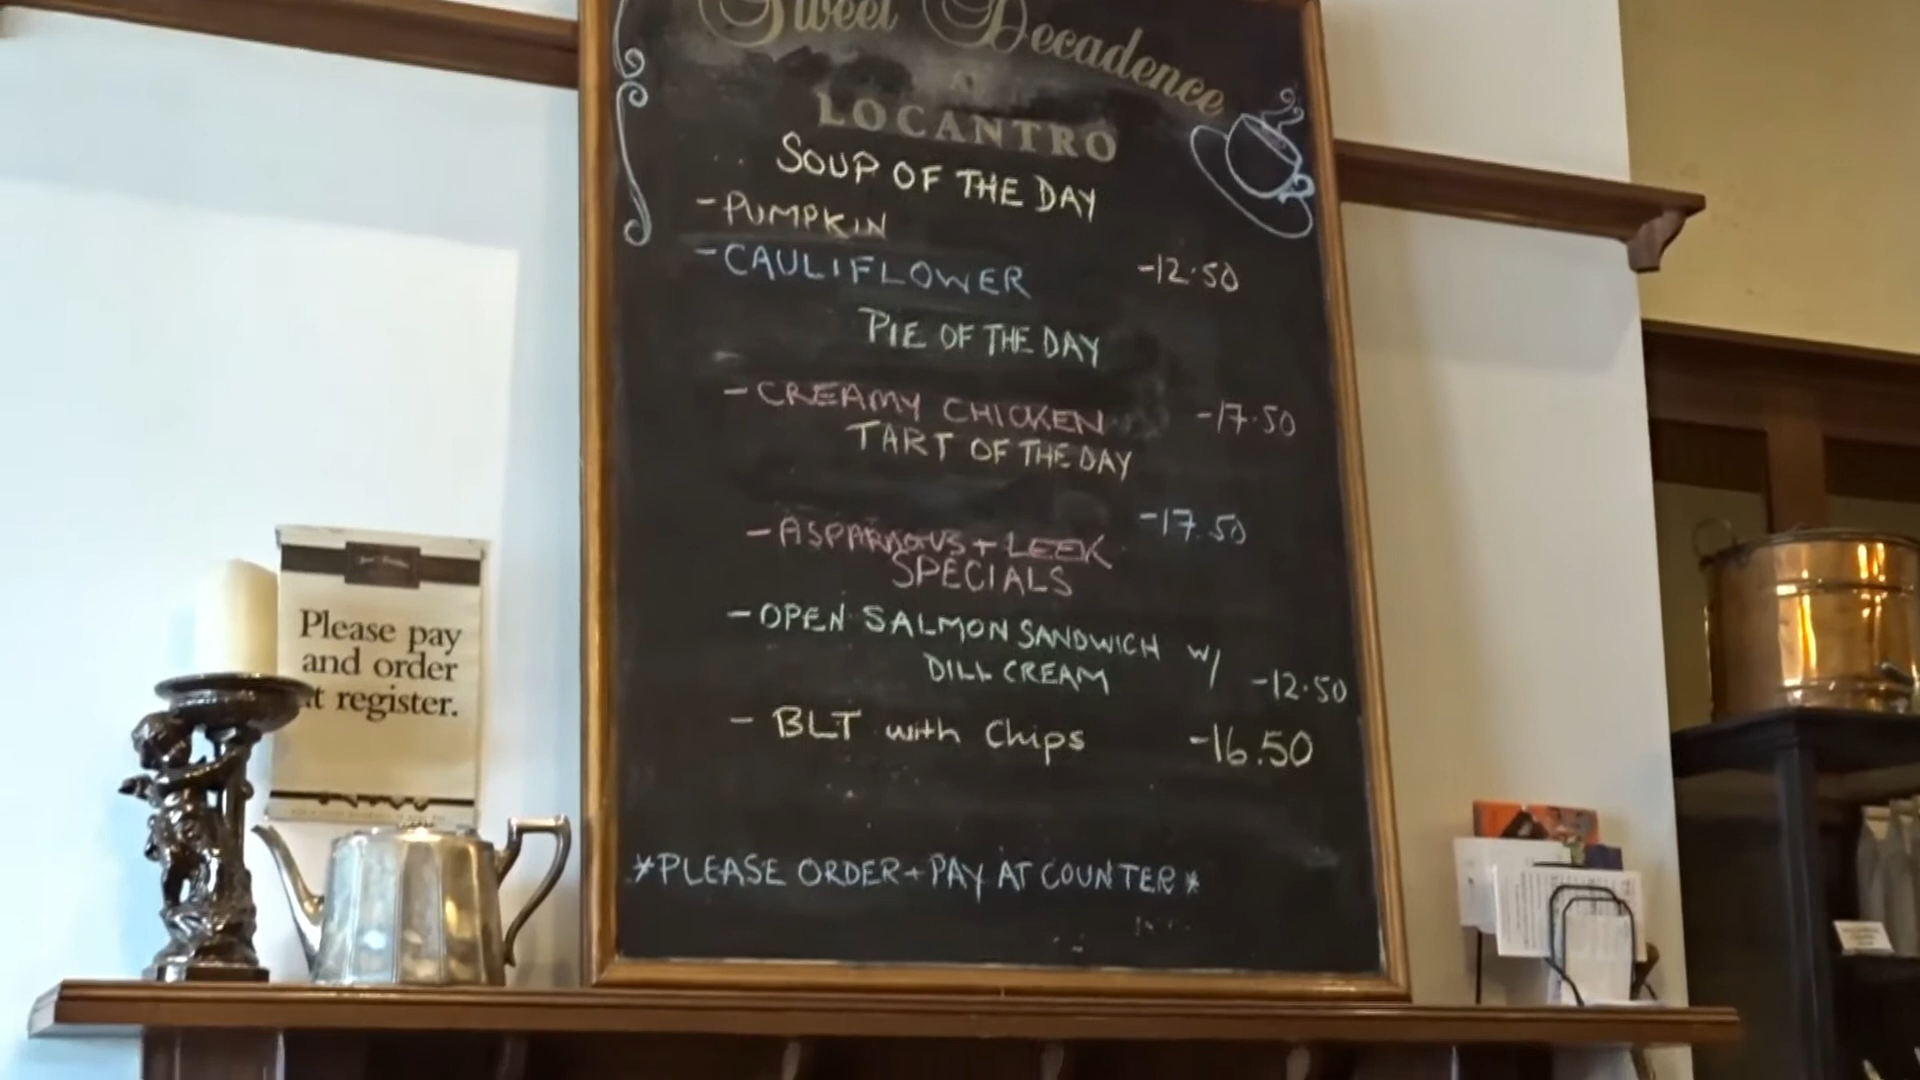 Sweet Decadence
LOCANTRO
SOUP OF THE DAY
-PUMPKIN
-CAULIFLOWER -12.50
PIE OF THE DAY
-CREAMY CHICKEN -17.50
TART OF THE DAY
-ASPARAGUS + LEEK -17.50
SPECIALS
-OPEN SALMON SANDWICH W/
DILL CREAM -12.50
- BLT with Chips -16.50
*PLEASE ORDER + PAY AT COUNTER*
Please pay
and order
at register.